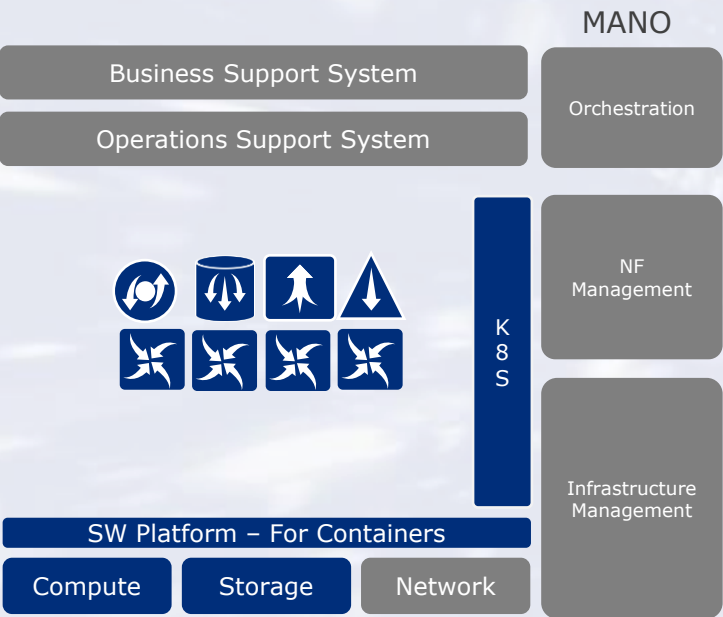 MANO
Business Support System
Orchestration
Operations Support System
NF
Management
K
8
S
Infrastructure
Management
SW Platform – For Containers
Compute
Storage
Network